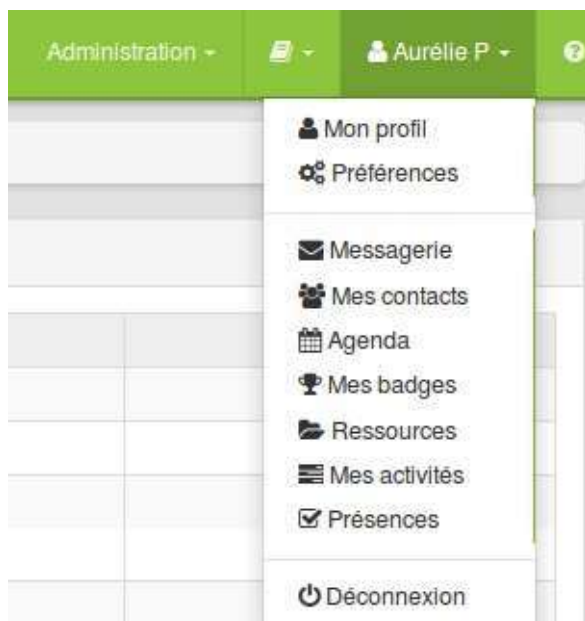 Administration
Aurélie P
Mon profil
Préférences
Messagerie
Mes contacts
Agenda
Mes badges
Ressources
Mes activités
Présences
Déconnexion